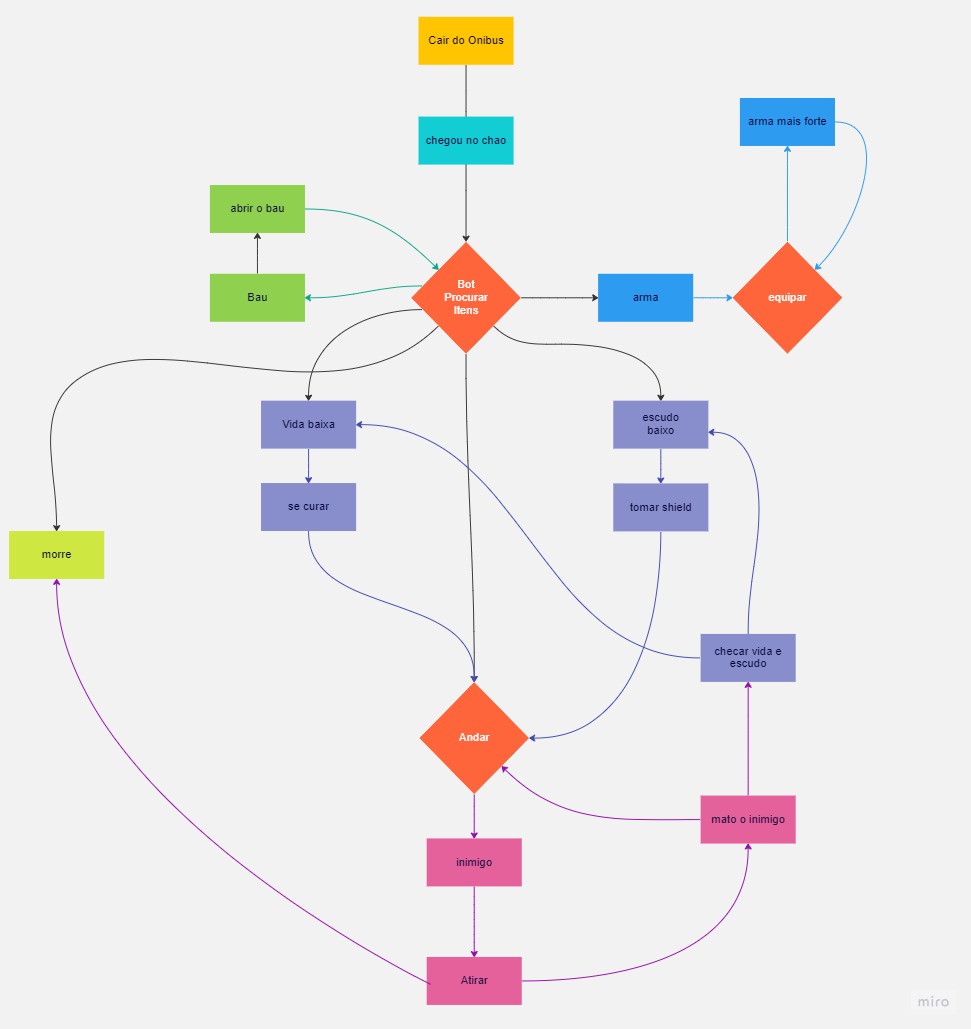 Cair do Onibus
chegou no chao
arma mais forte
abrir o bau
Bau
Bot
Procurar
Itens
arma
equipar
Vida baixa
escudo
baixo
se curar
tomar shield
morre
checar vida e
escudo
Andar
mato o inimigo
inimigo
Atirar
miro